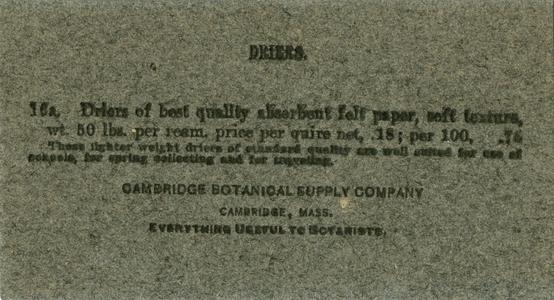 DRIERS.
16a. Driers of best quality absorbent felt paper, soft texture,
wt. 50 lbs. per ream, price per quire net, .18; per 100, .75
These lighter weight driers of standard quality are well suited for use of
schools, for spring collecting and for traveling.
CAMBRIDGE BOTANICAL SUPPLY COMPANY
CAMBRIDGE, MASS.
EVERYTHING USEFUL TO BOTANISTS.